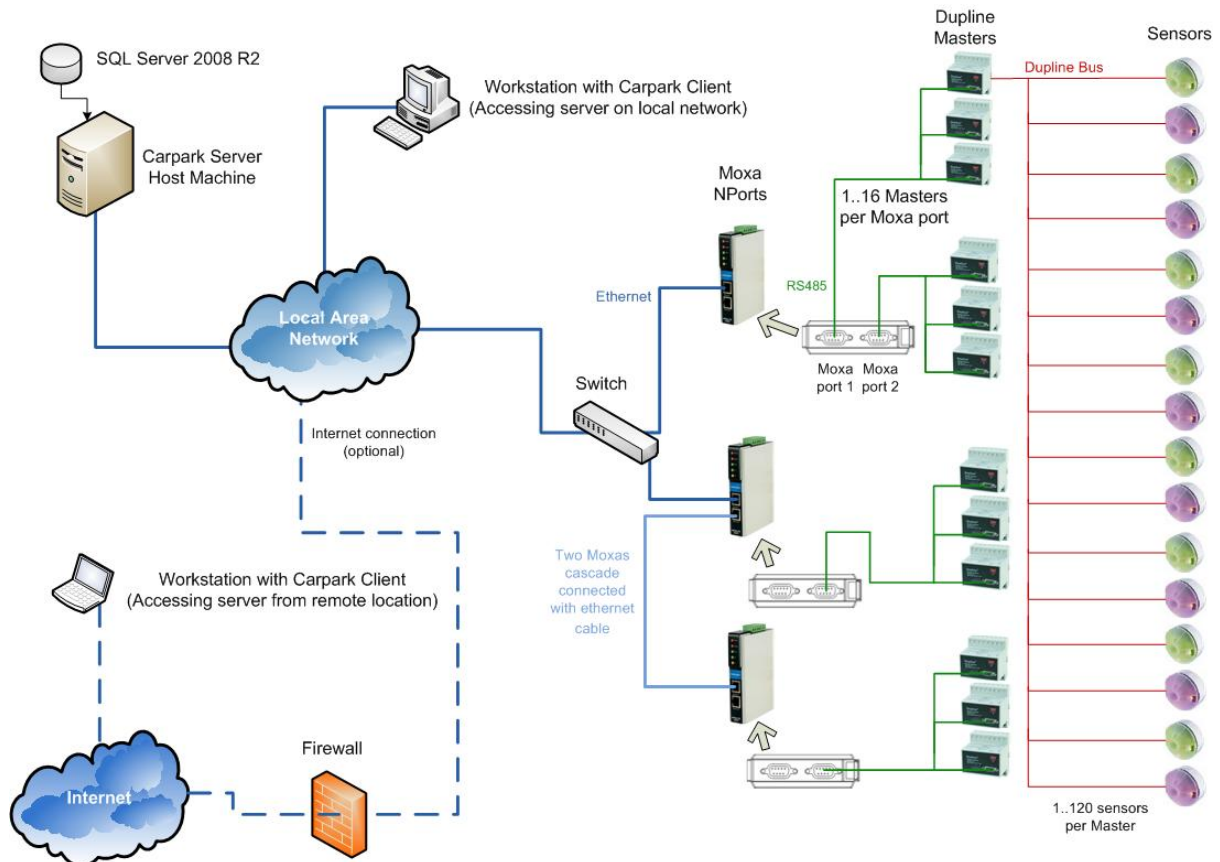 SQL Server 2008 R2
Carpark Server
Host Machine
Workstation with Carpark Client
(Accessing server on local network)
Dupline
Masters
Sensors
Dupline Bus
Moxa
NPorts
1..16 Masters
per Moxa port
Ethernet
RS485
Local Area
Network
Moxa
port 1
Moxa
port 2
Switch
Internet connection
(optional)
Two Moxas
cascade
connected
with ethernet
cable
Workstation with Carpark Client
(Accessing server from remote location)
Firewall
Internet
1..120 sensors
per Master